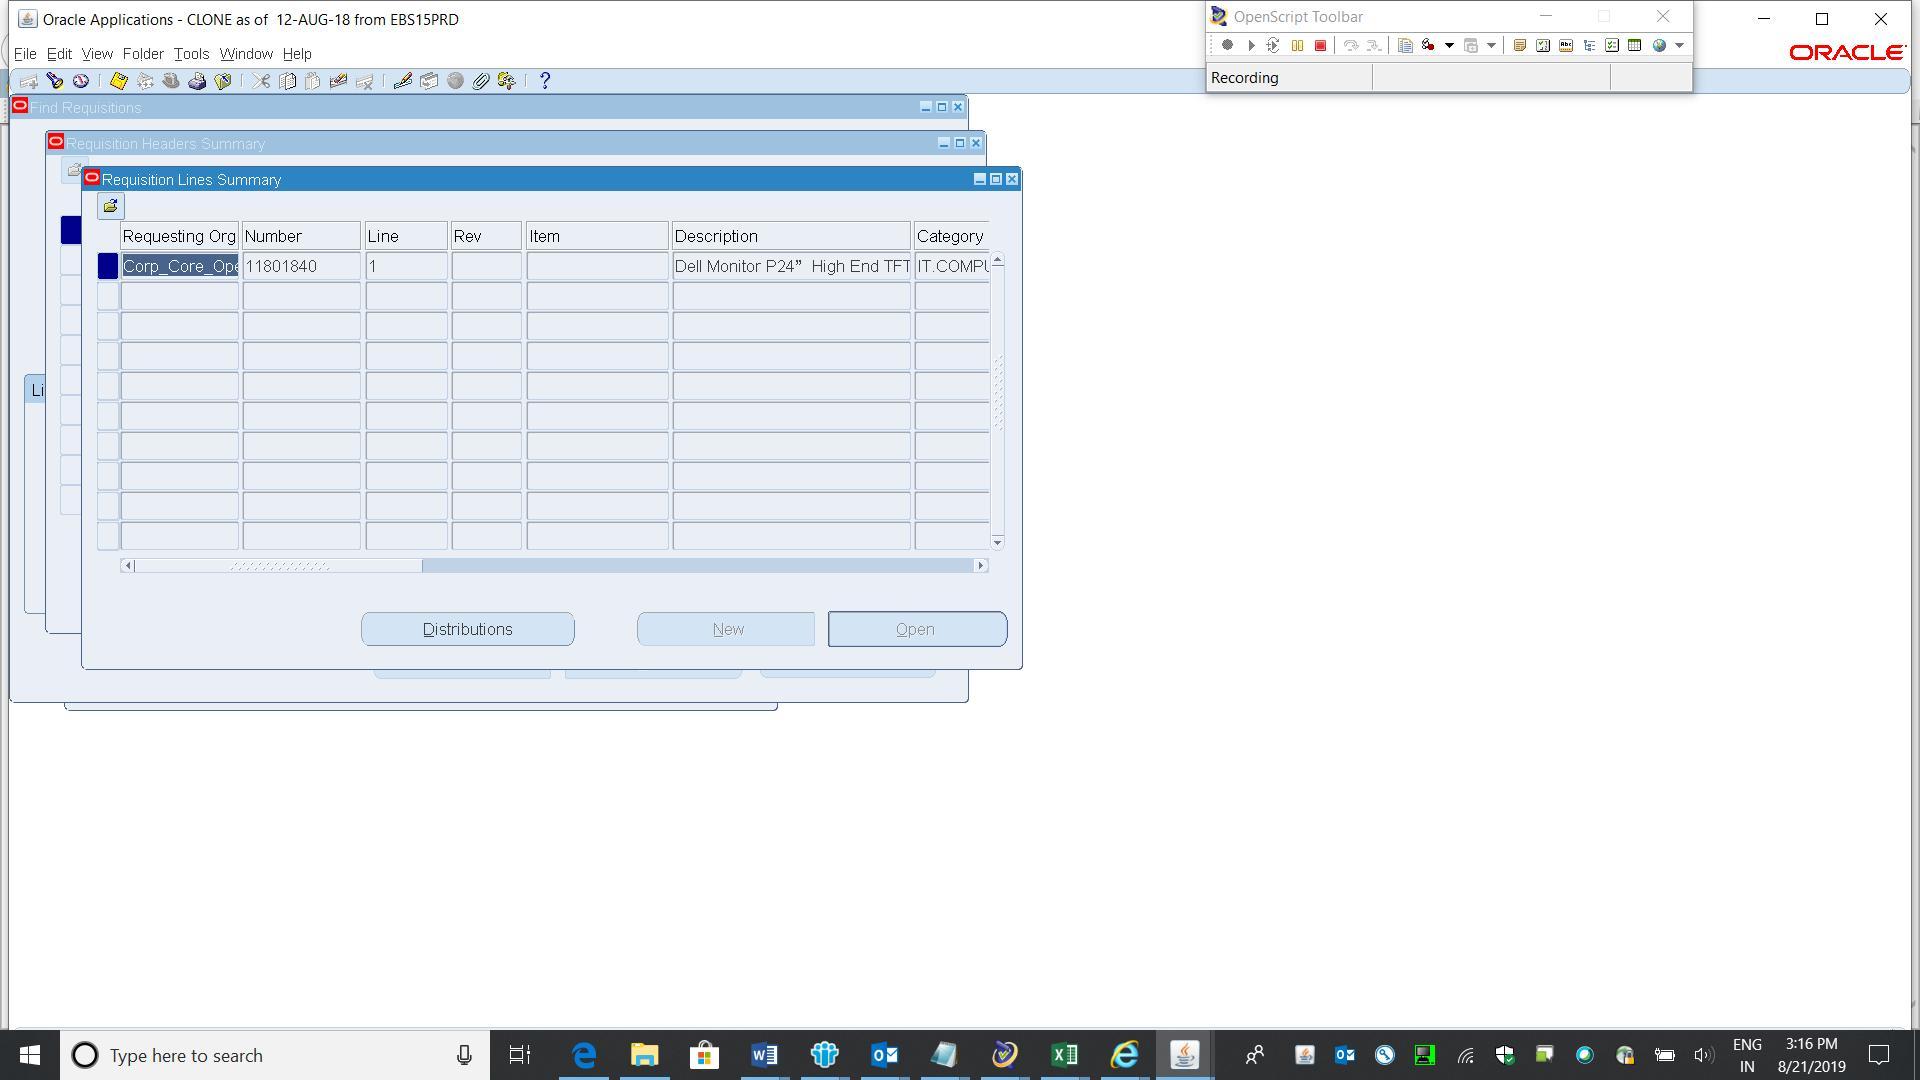 Oracle Applications - CLONE as of  12-AUG-18 from EBS15PRD
OpenScript Toolbar
File Edit View Folder Tools Window Help
ORACLE
Recording
Find Requisitions
Requisition Headers Summary
Requisition Lines Summary
Requesting Org Number Line Rev Item Description Category
Corp_Core_Ope 11801840 1 Dell Monitor P24”  High End TFT IT.COMPU
Li
Distributions New Open
Type here to search
ENG 3:16 PM
IN 8/21/2019